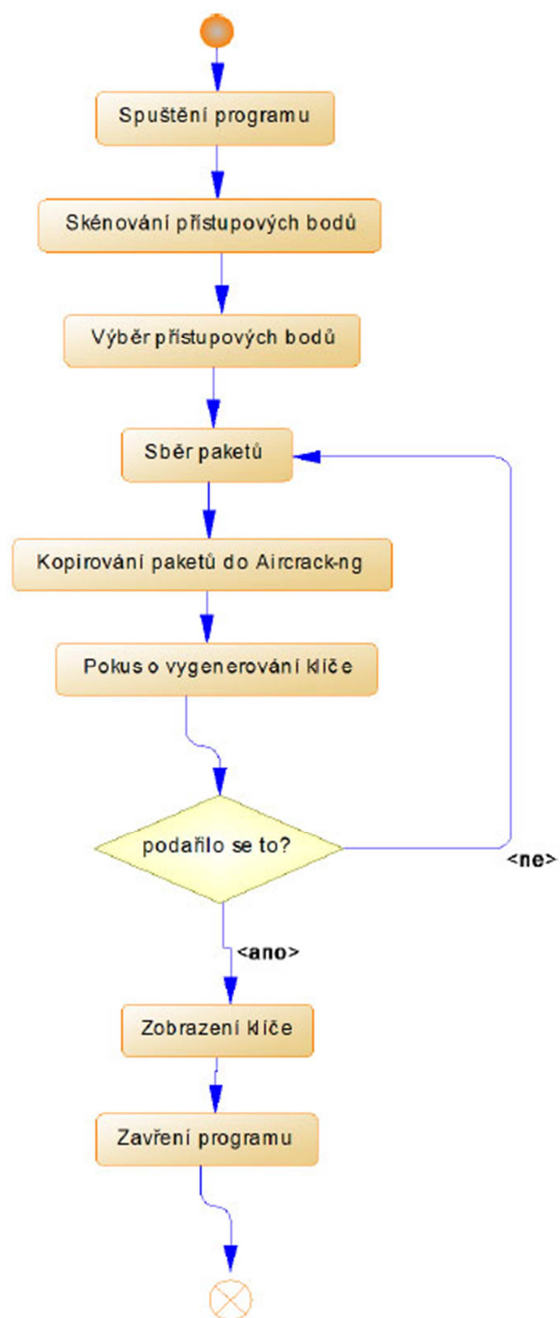 Spuštění programu
Skénování přístupových bodů
Výběr přístupových bodů
Sběr paketů
Kopirování paketů do Aircrack-ng
Pokus o vygenerování klíče
podařilo se to?
<ne>
<ano>
Zobrazení klíče
Zavření programu